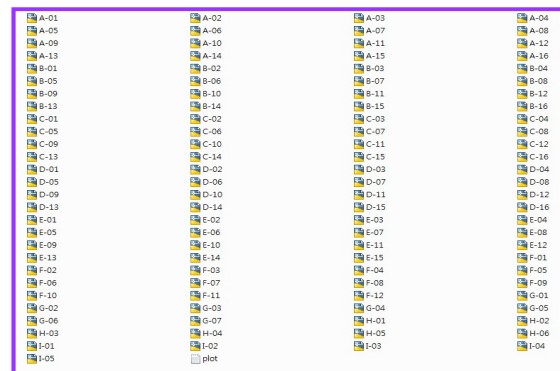 A-01 A-02 A-03 A-04
A-05 A-06 A-07 A-08
A-09 A-10 A-11 A-12
A-13 A-14 A-15 A-16
B-01 B-02 B-03 B-04
B-05 B-06 B-07 B-08
B-09 B-10 B-11 B-12
B-13 B-14 B-15 B-16
C-01 C-02 C-03 C-04
C-05 C-06 C-07 C-08
C-09 C-10 C-11 C-12
C-13 C-14 C-15 C-16
D-01 D-02 D-03 D-04
D-05 D-06 D-07 D-08
D-09 D-10 D-11 D-12
D-13 D-14 D-15 D-16
E-01 E-02 E-03 E-04
E-05 E-06 E-07 E-08
E-09 E-10 E-11 E-12
E-13 E-14 E-15 F-01
F-02 F-03 F-04 F-05
F-06 F-07 F-08 F-09
F-10 F-11 F-12 G-01
G-02 G-03 G-04 G-05
G-06 G-07 H-01 H-02
H-03 H-04 H-05 H-06
I-01 I-02 I-03 I-04
I-05 plot